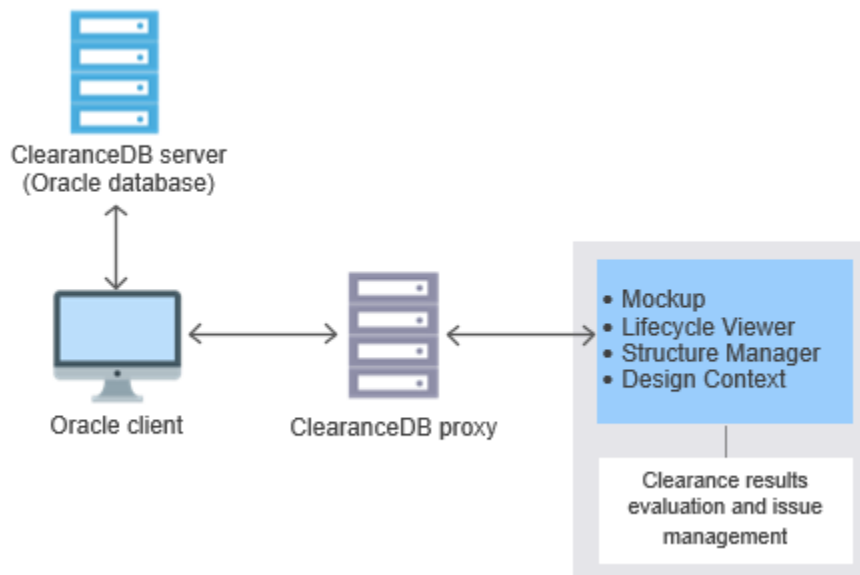 ClearanceDB server
(Oracle database)
Oracle client
ClearanceDB proxy
• Mockup
• Lifecycle Viewer
• Structure Manager
• Design Context
Clearance results
evaluation and issue
management